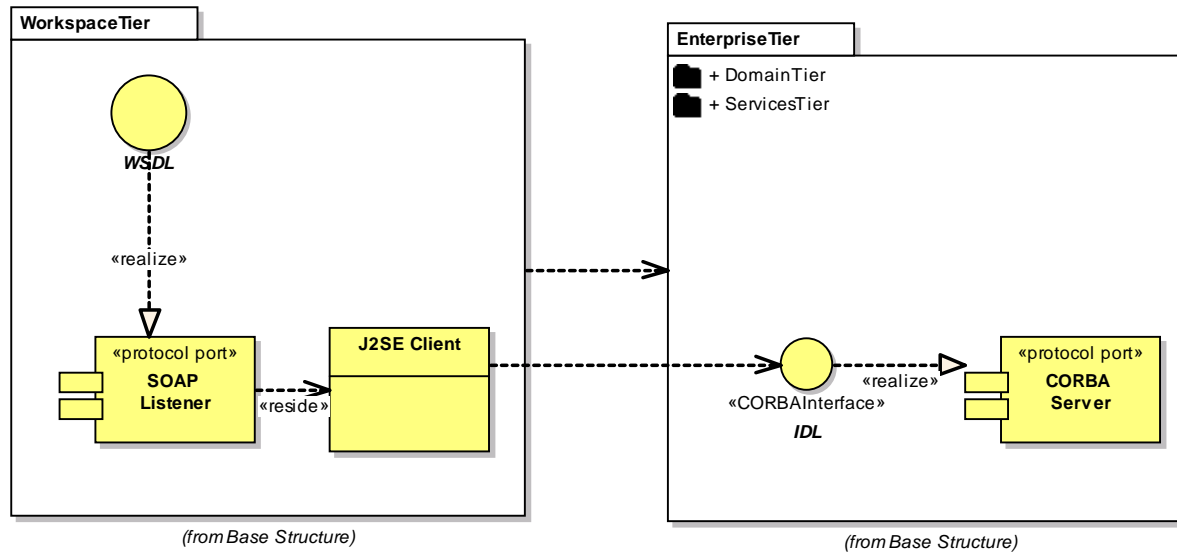 WorkspaceTier
WSDL
«realize»
«protocol port»
SOAP
Listener
«reside»
J2SE Client
(from Base Structure)
EnterpriseTier
+ DomainTier
+ ServicesTier
«CORBAInterface»
IDL
«realize»
«protocol port»
CORBA
Server
(from Base Structure)